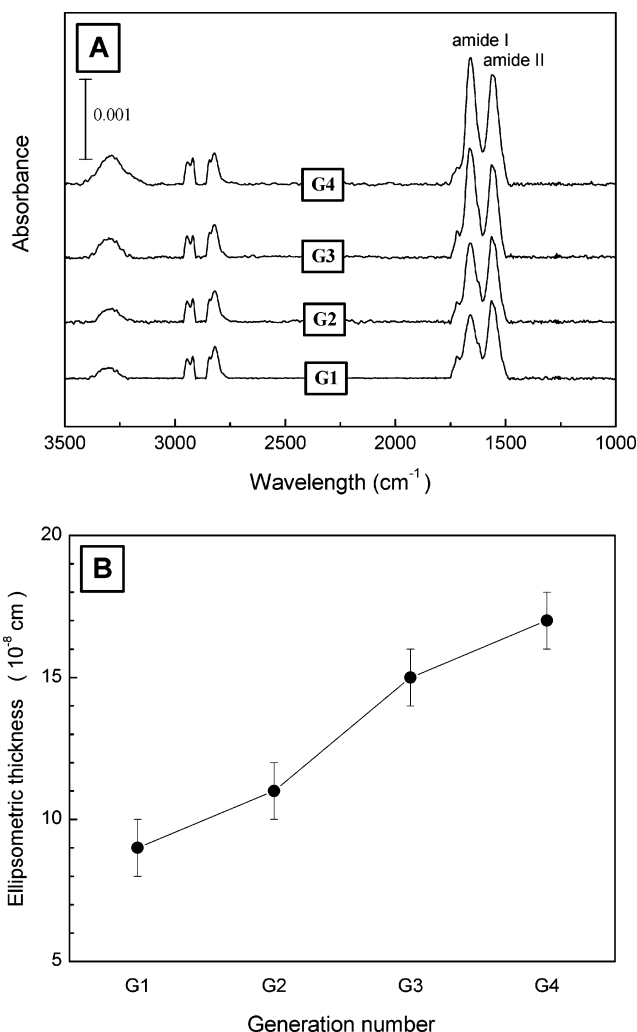 A
amide I
amide II
0.001
G4
G3
G2
G1
Absorbance
3500 3000 2500 2000 1500 1000
Wavelength (cm⁻¹)
B
20
15
10
5
Ellipsometric thickness (10⁻⁸ cm)
G1 G2 G3 G4
Generation number